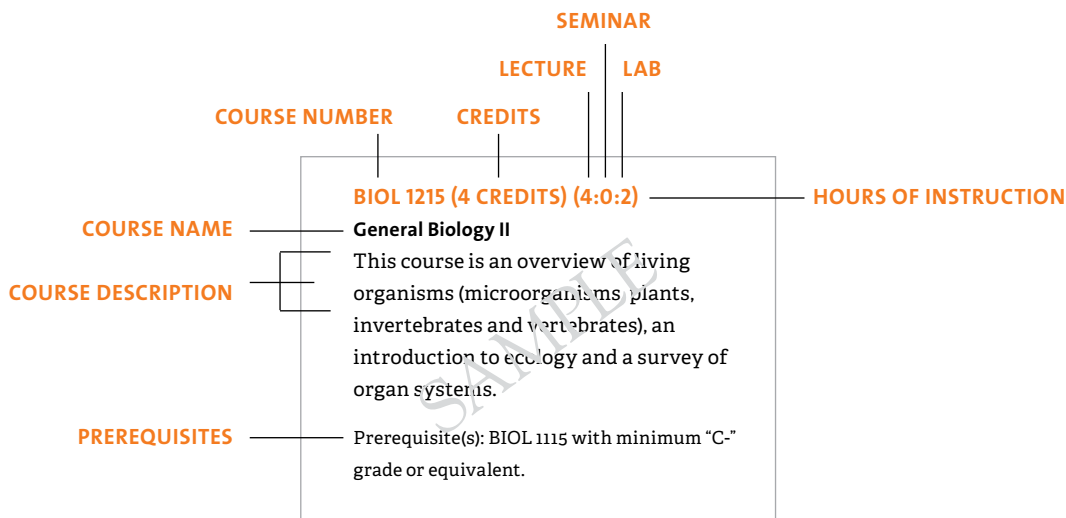 SEMINAR
LECTURE LAB
COURSE NUMBER CREDITS
BIOL 1215 (4 CREDITS) (4:0:2) HOURS OF INSTRUCTION
COURSE NAME General Biology II
This course is an overview of living
COURSE DESCRIPTION organisms (microorganisms, plants,
invertebrates and vertebrates), an
introduction to ecology and a survey of
organ systems.
SAMPLE
PREREQUISITES Prerequisite(s): BIOL 1115 with minimum “C-”
grade or equivalent.